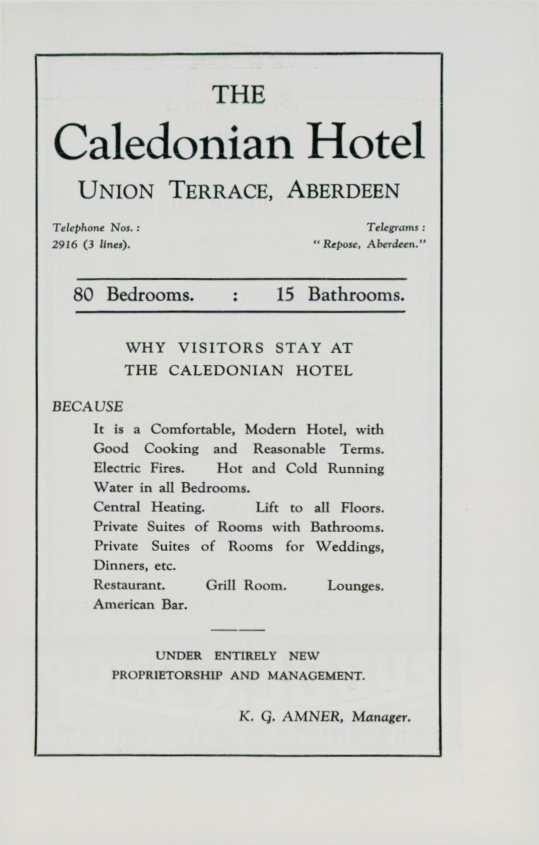 THE
Caledonian Hotel
UNION TERRACE, ABERDEEN
Telephone Nos. :
2916 (3 lines).
Telegrams :
"Repose, Aberdeen."
80 Bedrooms. : 15 Bathrooms.
WHY VISITORS STAY AT
THE CALEDONIAN HOTEL
BECAUSE
It is a Comfortable, Modern Hotel, with
Good Cooking and Reasonable Terms.
Electric Fires. Hot and Cold Running
Water in all Bedrooms.
Central Heating. Lift to all Floors.
Private Suites of Rooms with Bathrooms.
Private Suites of Rooms for Weddings,
Dinners, etc.
Restaurant. Grill Room. Lounges.
American Bar.
UNDER ENTIRELY NEW
PROPRIETORSHIP AND MANAGEMENT.
K. G. AMNER, Manager.